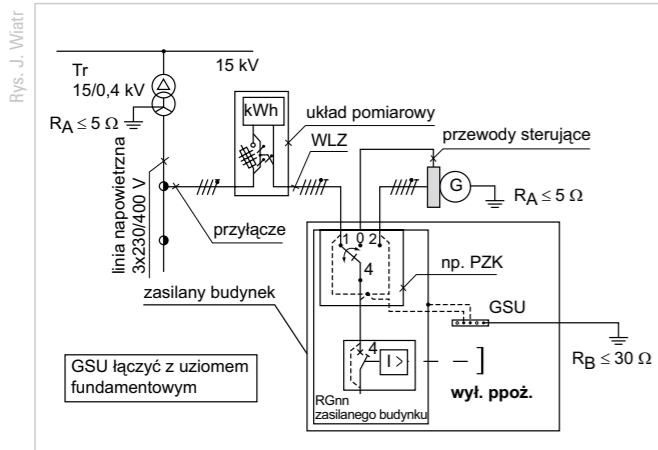 Rys. J. Wiatr
15 kV
Tr
15/0,4 kV
R_A ≤ 5 Ω
kWh
układ pomiarowy
WLZ
przewody sterujące
G
R_A ≤ 5 Ω
linia napowietrzna
3x230/400 V
przyłącze
1 0 2
4
np. PZK
zasilany budynek
GSU
R_B ≤ 30 Ω
4
I>
GSU łączyć z uziomem
fundamentowym
wył. ppoż.
RGnn
zasilanego budynku